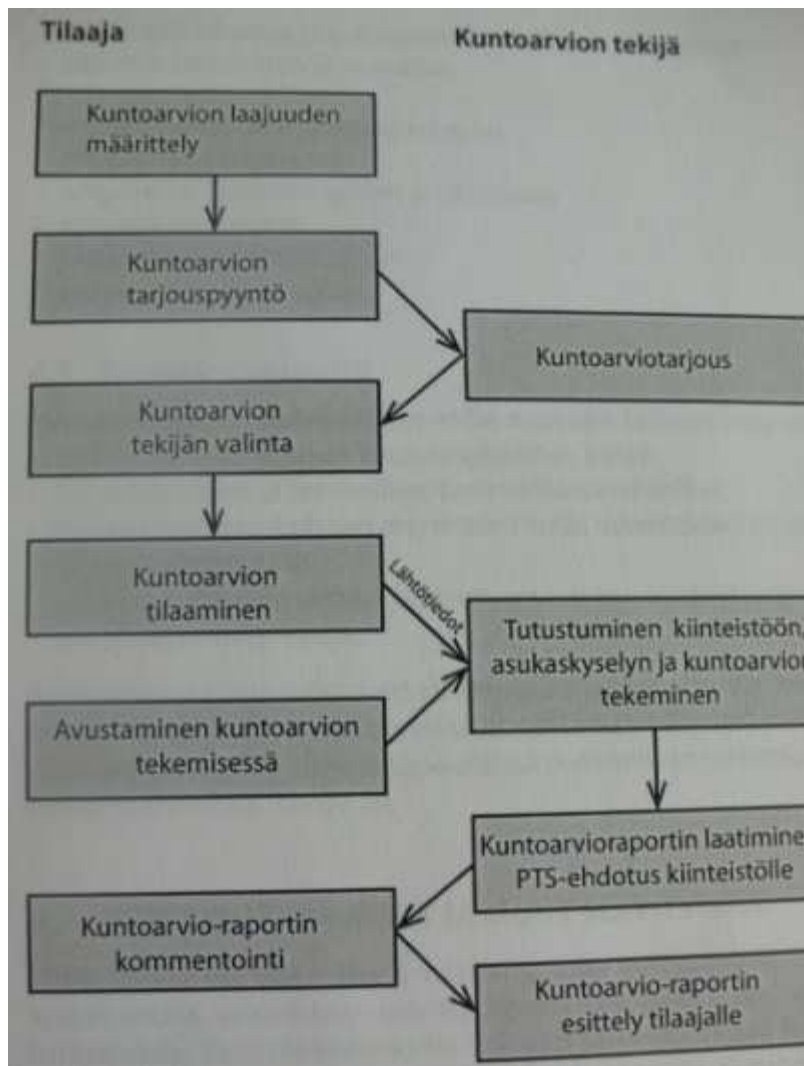 Tilaaja
Kuntoarvion tekijä
Kuntoarvion laajuuden
määrittely
Kuntoarvion
tarjouspyyntö
Kuntoarviotarjous
Kuntoarvion
tekijän valinta
Kuntoarvion
tilaaminen
Lähtötiedot
Tutustuminen kiinteistöön,
asukaskyselyn ja kuntoarvion
tekeminen
Avustaminen kuntoarvion
tekemisessä
Kuntoarvioraportin laatimine
PTS-ehdotus kiinteistölle
Kuntoarvio-raportin
kommentointi
Kuntoarvio-raportin
esittely tilaajalle